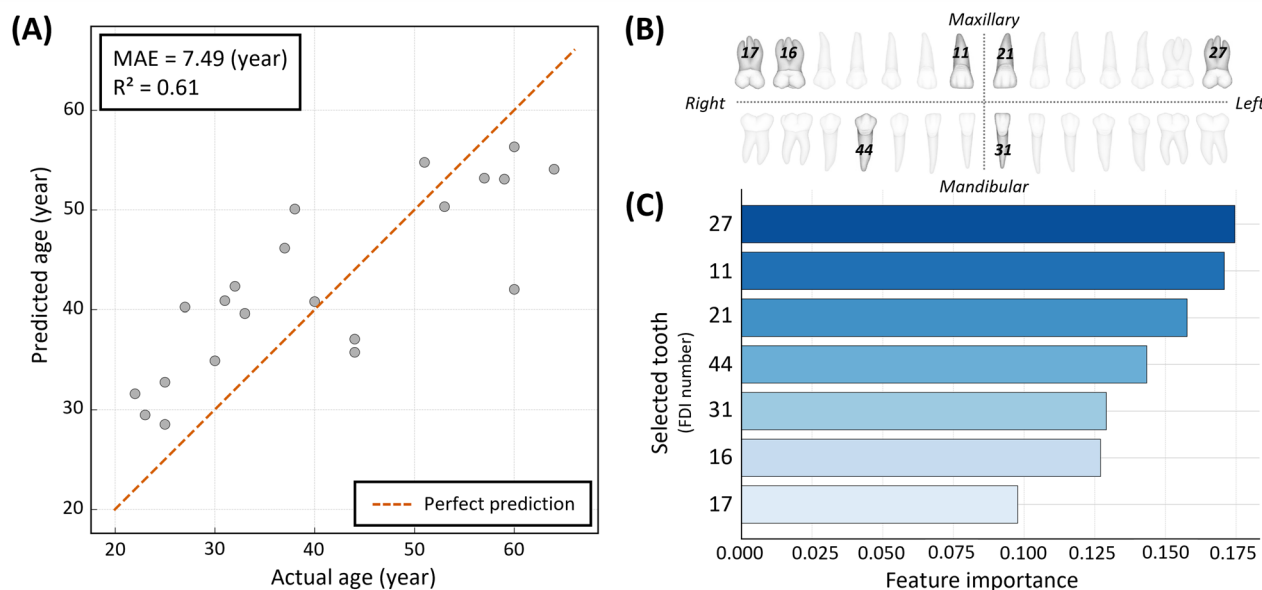 (A)
MAE = 7.49 (year)
R² = 0.61
Predicted age (year)
60
50
40
30
20
Perfect prediction
20 30 40 50 60
Actual age (year)
(B)
Maxillary
17 16 11 21 27
Right Left
44 31
Mandibular
(C)
Selected tooth
(FDI number)
27
11
21
44
31
16
17
0.000 0.025 0.050 0.075 0.100 0.125 0.150 0.175
Feature importance